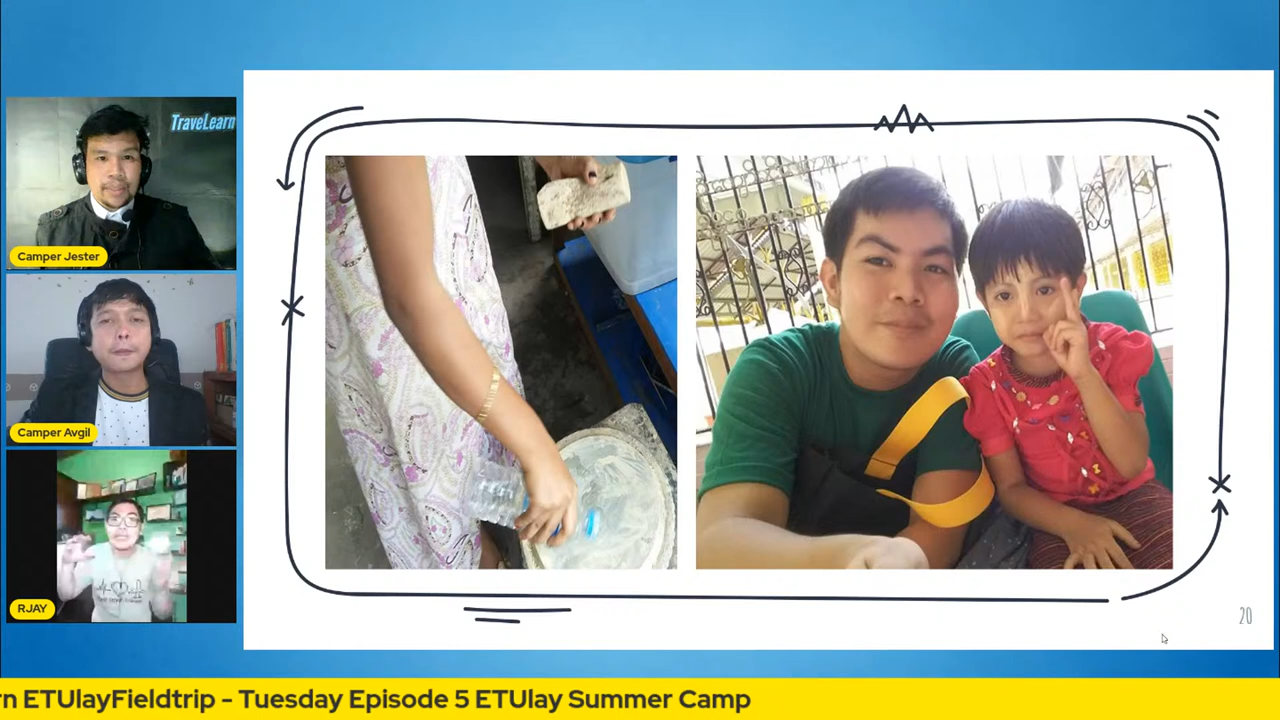 TraveLearn
Camper Jester
Camper Avgil
RJAY
20
rn ETUlayFieldtrip - Tuesday Episode 5 ETUlay Summer Camp